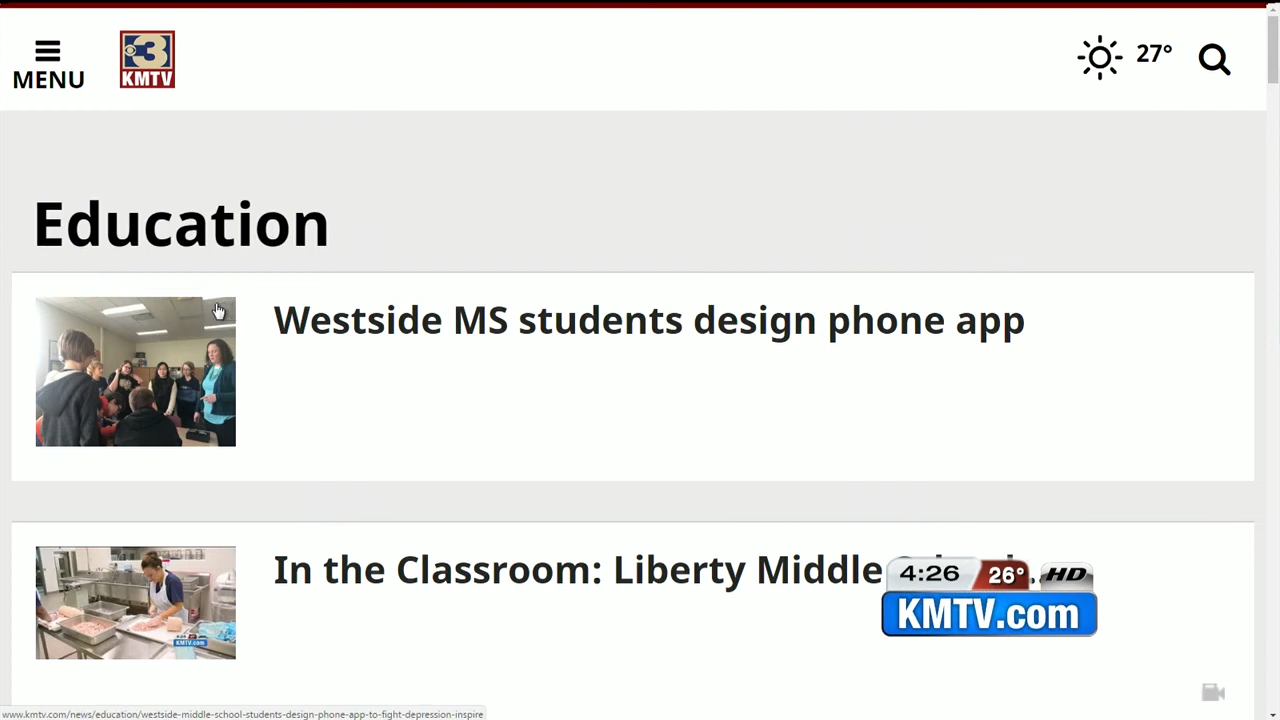 MENU
3
KMTV
27°
Education
Westside MS students design phone app
In the Classroom: Liberty Middle
4:26
26°
HD
KMTV.com
KMTV.com
www.kmtv.com/news/education/westside-middle-school-students-design-phone-app-to-fight-depression-inspire